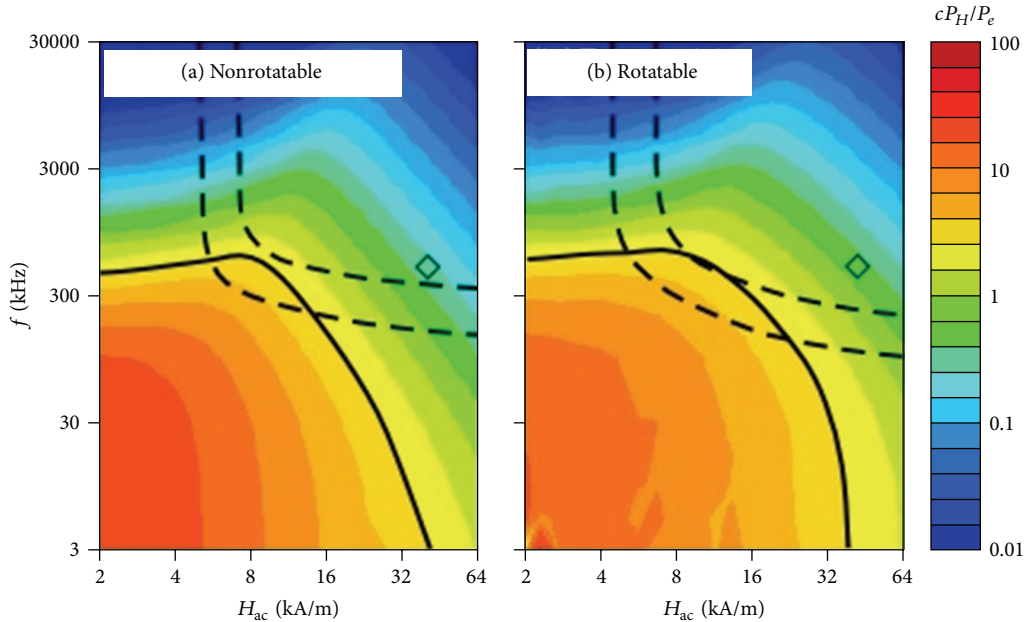 cP_H/P_e
(a) Nonrotatable
(b) Rotatable
30000
3000
300
30
3
f (kHz)
100
10
1
0.1
0.01
2 4 8 16 32 64
2 4 8 16 32 64
H_ac (kA/m)
H_ac (kA/m)